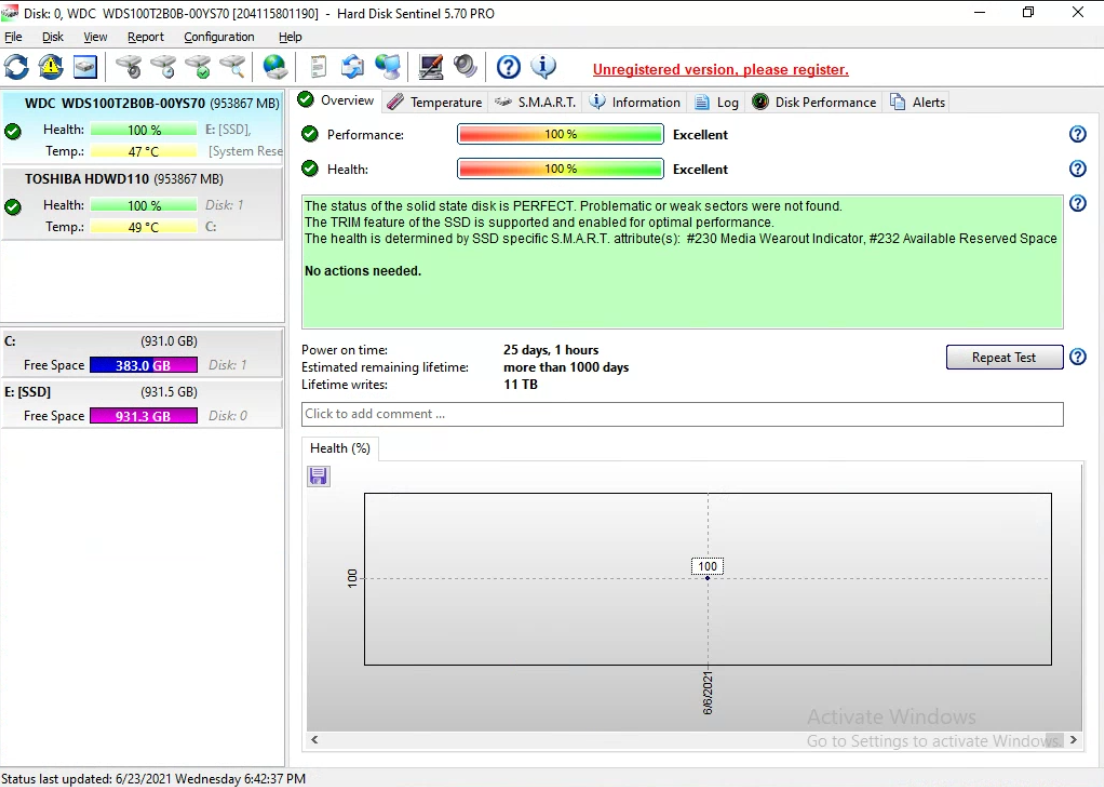 Disk: 0, WDC  WDS100T2B0B-00YS70 [204115801190]  -  Hard Disk Sentinel 5.70 PRO
File Disk View Report Configuration Help
Unregistered version, please register.
WDC  WDS100T2B0B-00YS70 (953867 MB)
Health: 100 % E: [SSD],
Temp.: 47 °C [System Rese
TOSHIBA HDWD110 (953867 MB)
Health: 100 % Disk: 1
Temp.: 49 °C C:
C: (931.0 GB)
Free Space 383.0 GB Disk: 1
E: [SSD] (931.5 GB)
Free Space 931.3 GB Disk: 0
Overview Temperature S.M.A.R.T. Information Log Disk Performance Alerts
Performance: 100 % Excellent
Health: 100 % Excellent
The status of the solid state disk is PERFECT. Problematic or weak sectors were not found.
The TRIM feature of the SSD is supported and enabled for optimal performance.
The health is determined by SSD specific S.M.A.R.T. attribute(s):  #230 Media Wearout Indicator, #232 Available Reserved Space
No actions needed.
Power on time: 25 days, 1 hours
Estimated remaining lifetime: more than 1000 days
Lifetime writes: 11 TB
Repeat Test
Click to add comment ...
Health (%)
100
100
6/6/2021
Activate Windows
Go to Settings to activate Windows.
Status last updated: 6/23/2021 Wednesday 6:42:37 PM